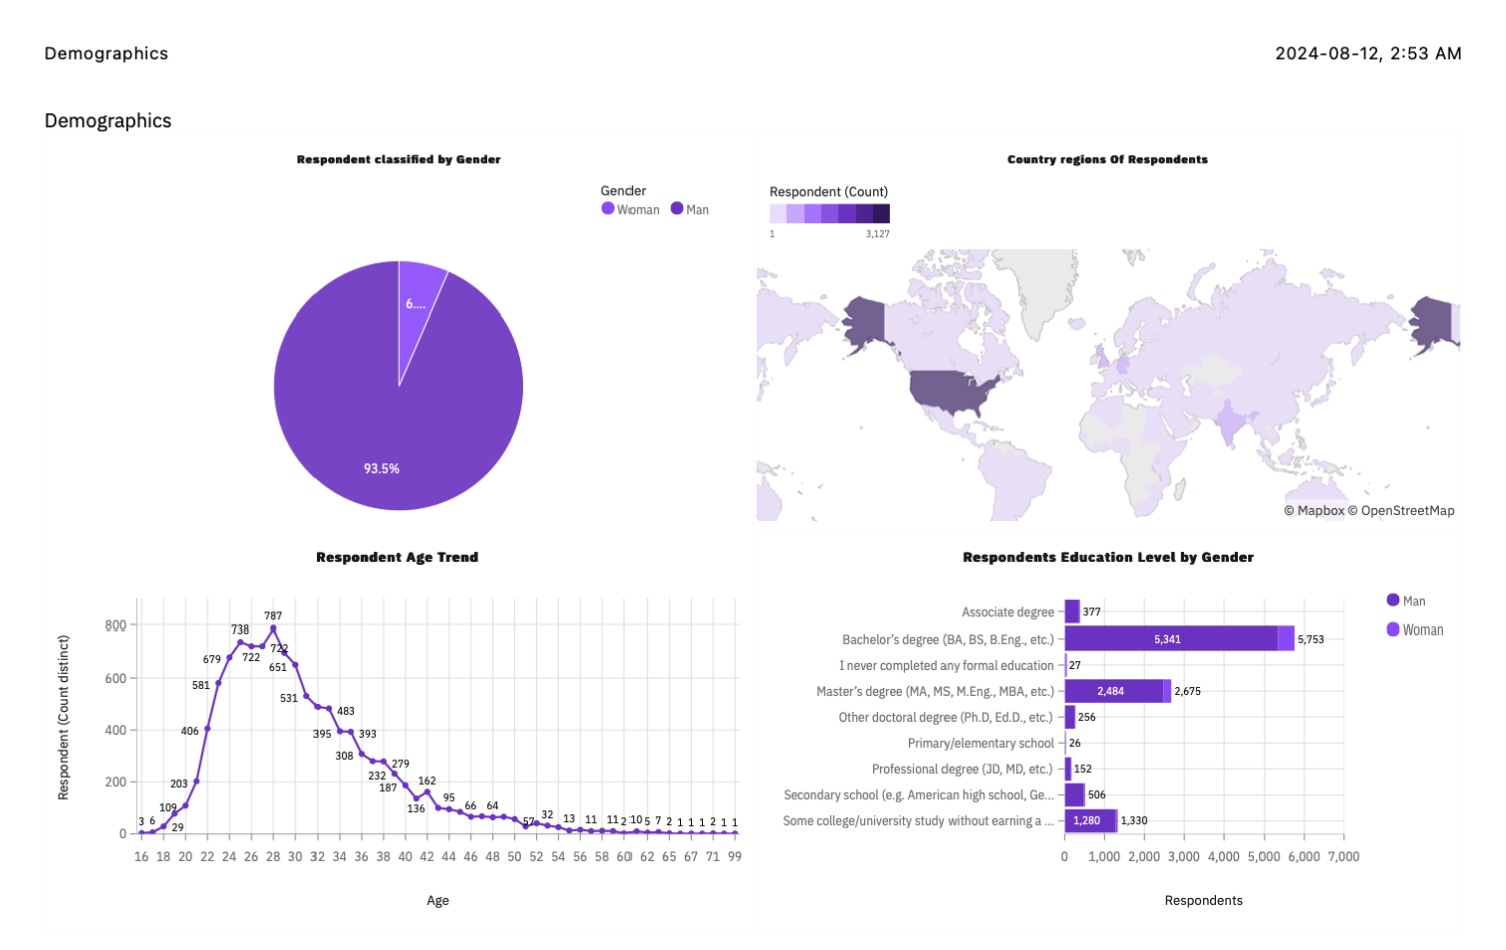 Demographics
2024-08-12, 2:53 AM
Demographics
Respondent classified by Gender
Gender
Woman Man
6....
93.5%
Country regions Of Respondents
Respondent (Count)
1 3,127
© Mapbox © OpenStreetMap
Respondent Age Trend
Respondent (Count distinct)
800
600
400
200
0
3 6 29 109 203 406 581 679 738 722 787 722 651 531 483 395 393 308 279 232 187 136 162 95 66 64 57 32 13 11 11 2 10 5 7 2 1 1 1 2 1 1
16 18 20 22 24 26 28 30 32 34 36 38 40 42 44 46 48 50 52 54 56 58 60 62 65 67 71 99
Age
Respondents Education Level by Gender
Man
Woman
Associate degree 377
Bachelor's degree (BA, BS, B.Eng., etc.) 5,341 5,753
I never completed any formal education 27
Master's degree (MA, MS, M.Eng., MBA, etc.) 2,484 2,675
Other doctoral degree (Ph.D, Ed.D., etc.) 256
Primary/elementary school 26
Professional degree (JD, MD, etc.) 152
Secondary school (e.g. American high school, Ge... 506
Some college/university study without earning a ... 1,280 1,330
0 1,000 2,000 3,000 4,000 5,000 6,000 7,000
Respondents